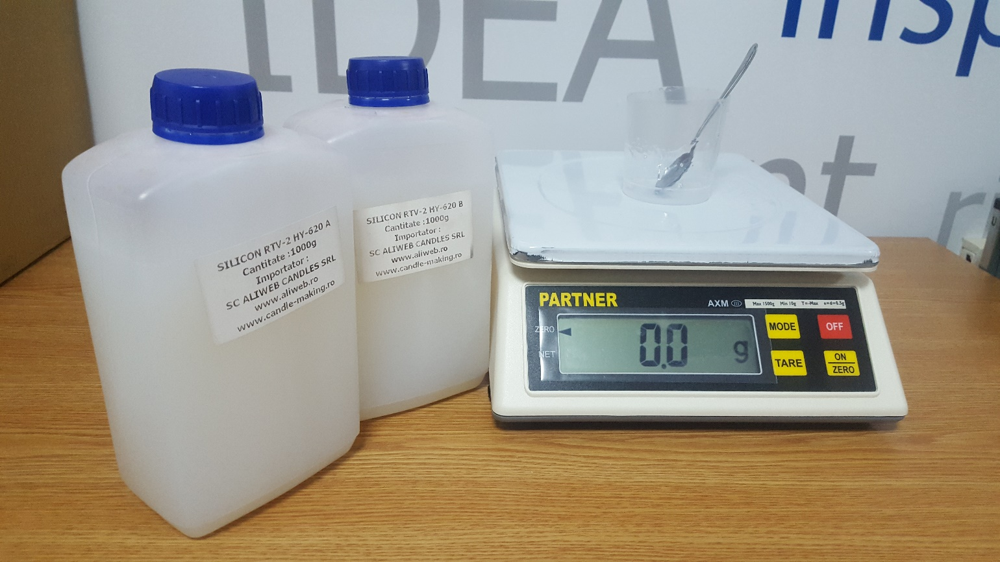 IDEA
insp
nt
SILICON RTV-2 HY-620 A
Cantitate :1000g
Importator :
SC ALIWEB CANDLES SRL
www.aliweb.ro
www.candle-making.ro
SILICON RTV-2 HY-620 B
Cantitate :1000g
Importator :
SC ALIWEB CANDLES SRL
www.aliweb.ro
www.candle-making.ro
PARTNER
AXM III
Max 1500g Min 10g T=-Max e=d=0.5g
ZERO
NET
0.0 g
MODE
OFF
TARE
ON
ZERO